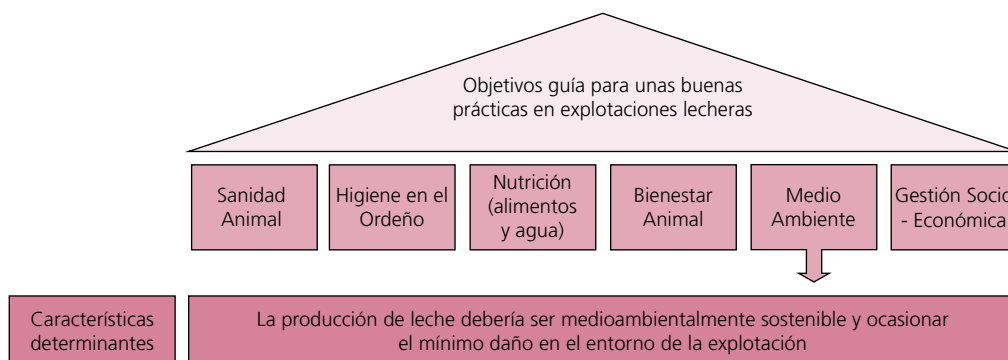 Objetivos guía para unas buenas
prácticas en explotaciones lecheras
Sanidad
Animal
Higiene en el
Ordeño
Nutrición
(alimentos
y agua)
Bienestar
Animal
Medio
Ambiente
Gestión Socio
- Económica
Características
determinantes
La producción de leche debería ser medioambientalmente sostenible y ocasionar
el mínimo daño en el entorno de la explotación